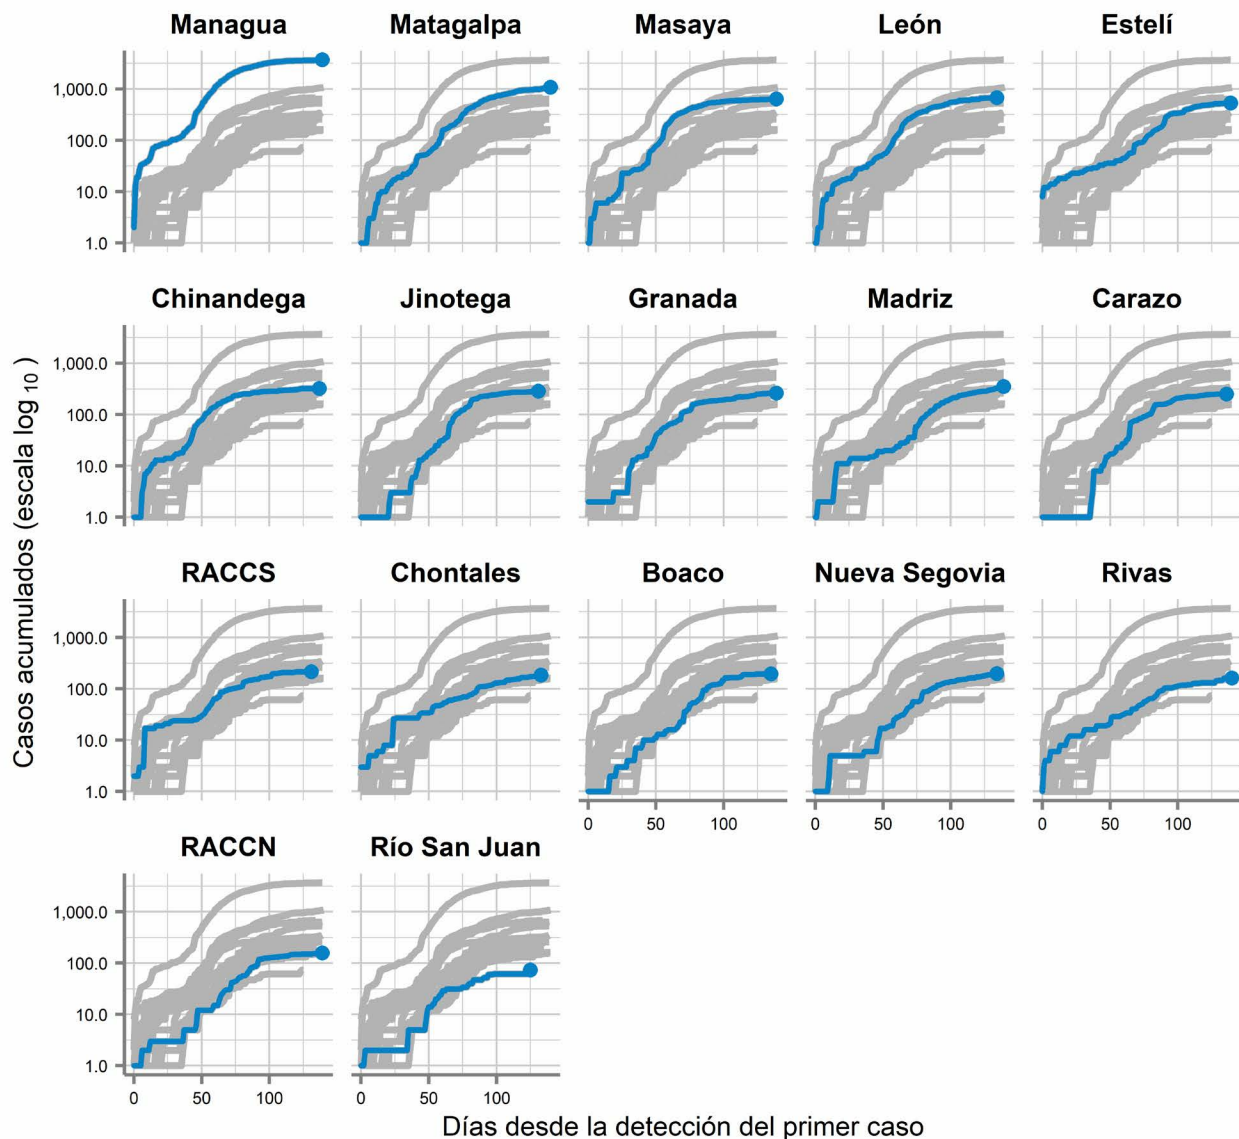 Managua Matagalpa Masaya León Estelí
1,000.0
100.0
10.0
1.0
Chinandega Jinotega Granada Madriz Carazo
1,000.0
100.0
10.0
1.0
Casos acumulados (escala log 10 )
RACCS Chontales Boaco Nueva Segovia Rivas
1,000.0
100.0
10.0
1.0
0 50 100 0 50 100 0 50 100
RACCN Río San Juan
1,000.0
100.0
10.0
1.0
0 50 100 0 50 100
Días desde la detección del primer caso